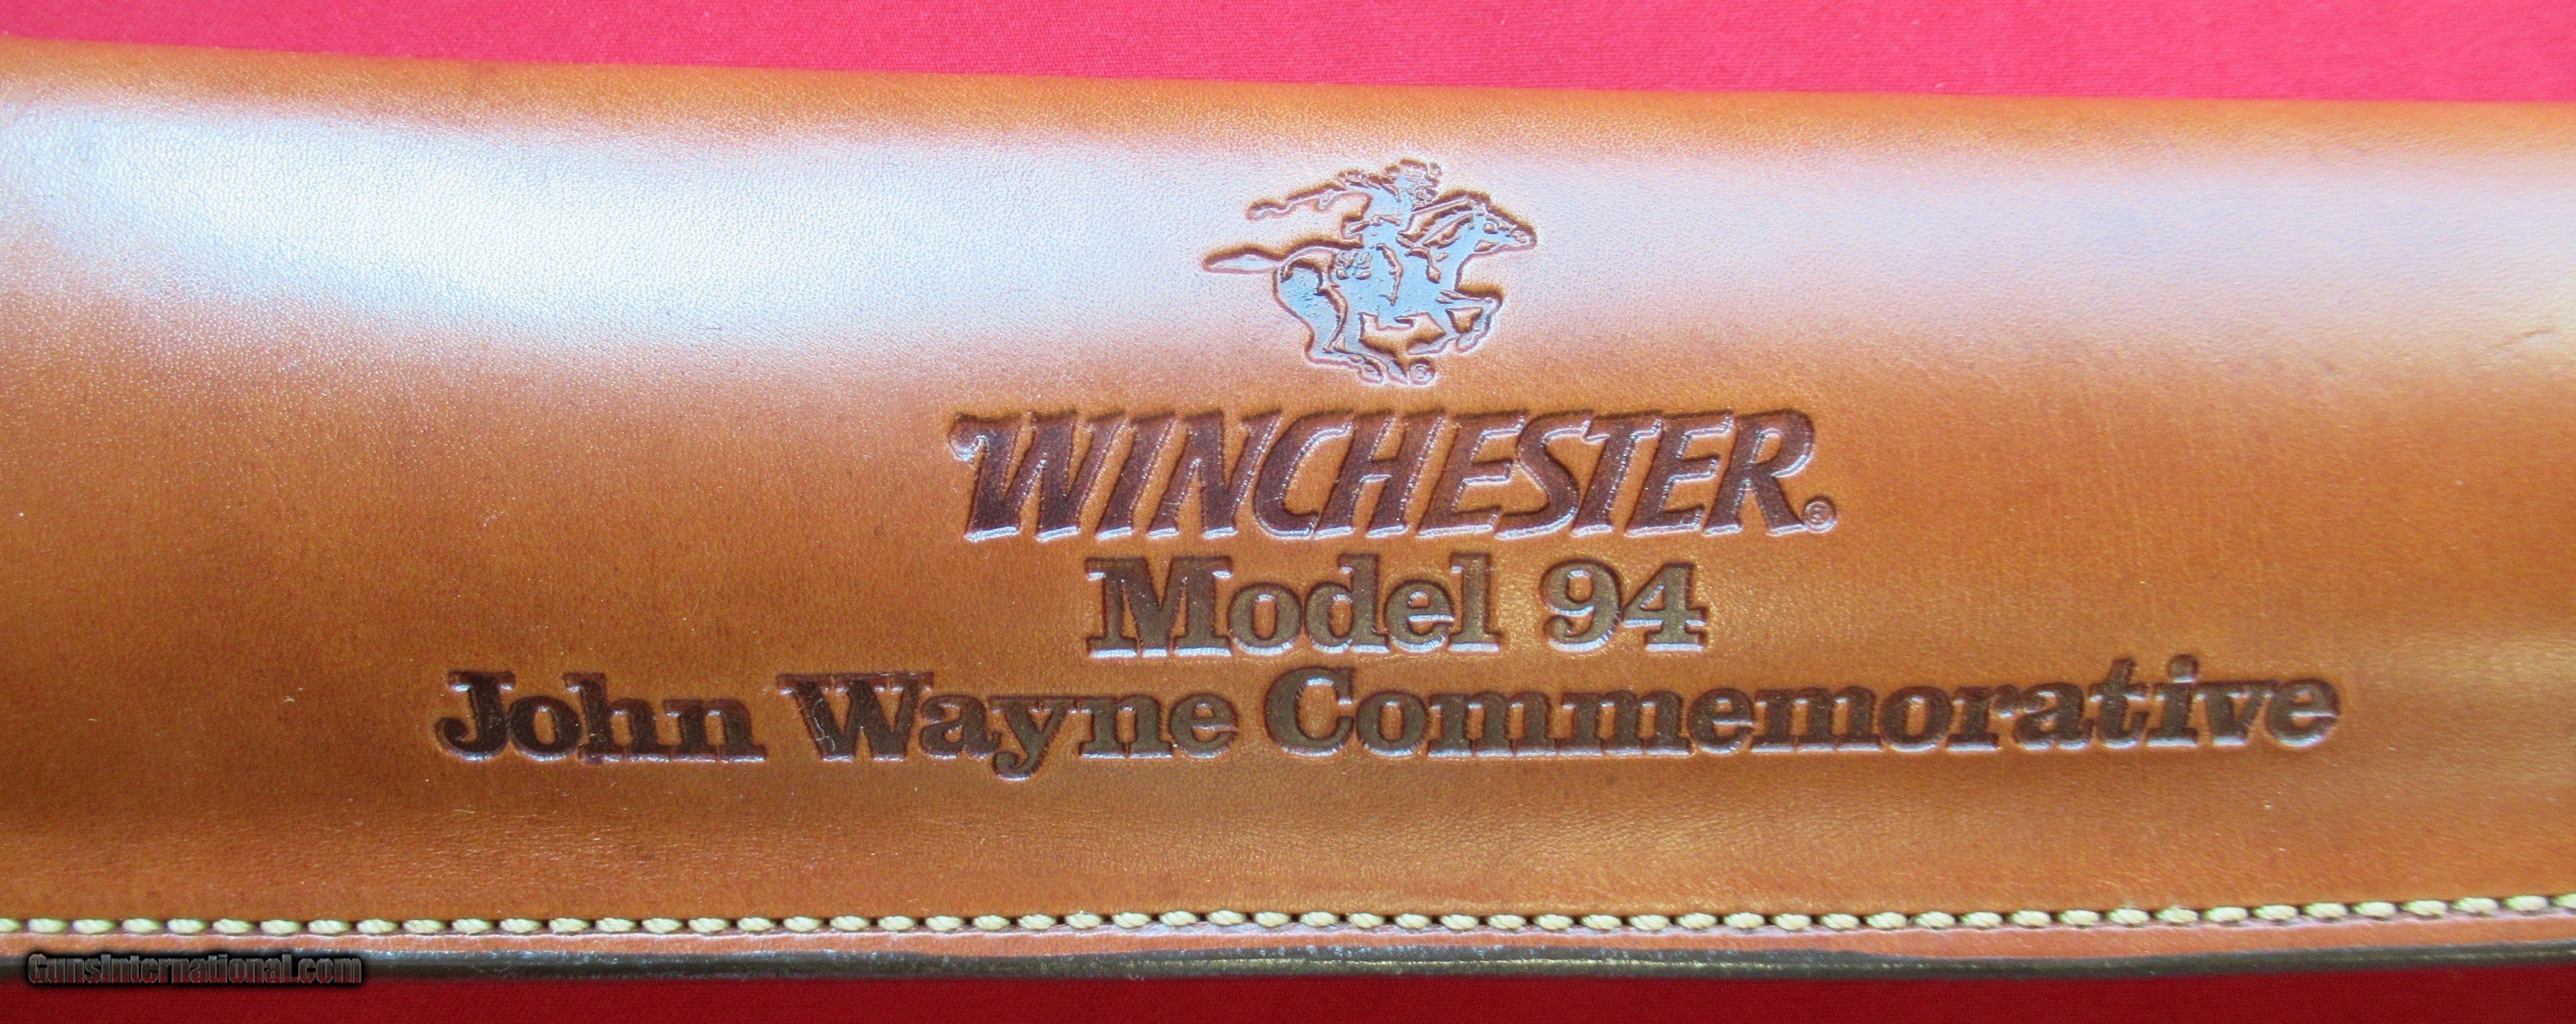 WINCHESTER®
Model 94
John Wayne Commemorative
GunsInternational.com